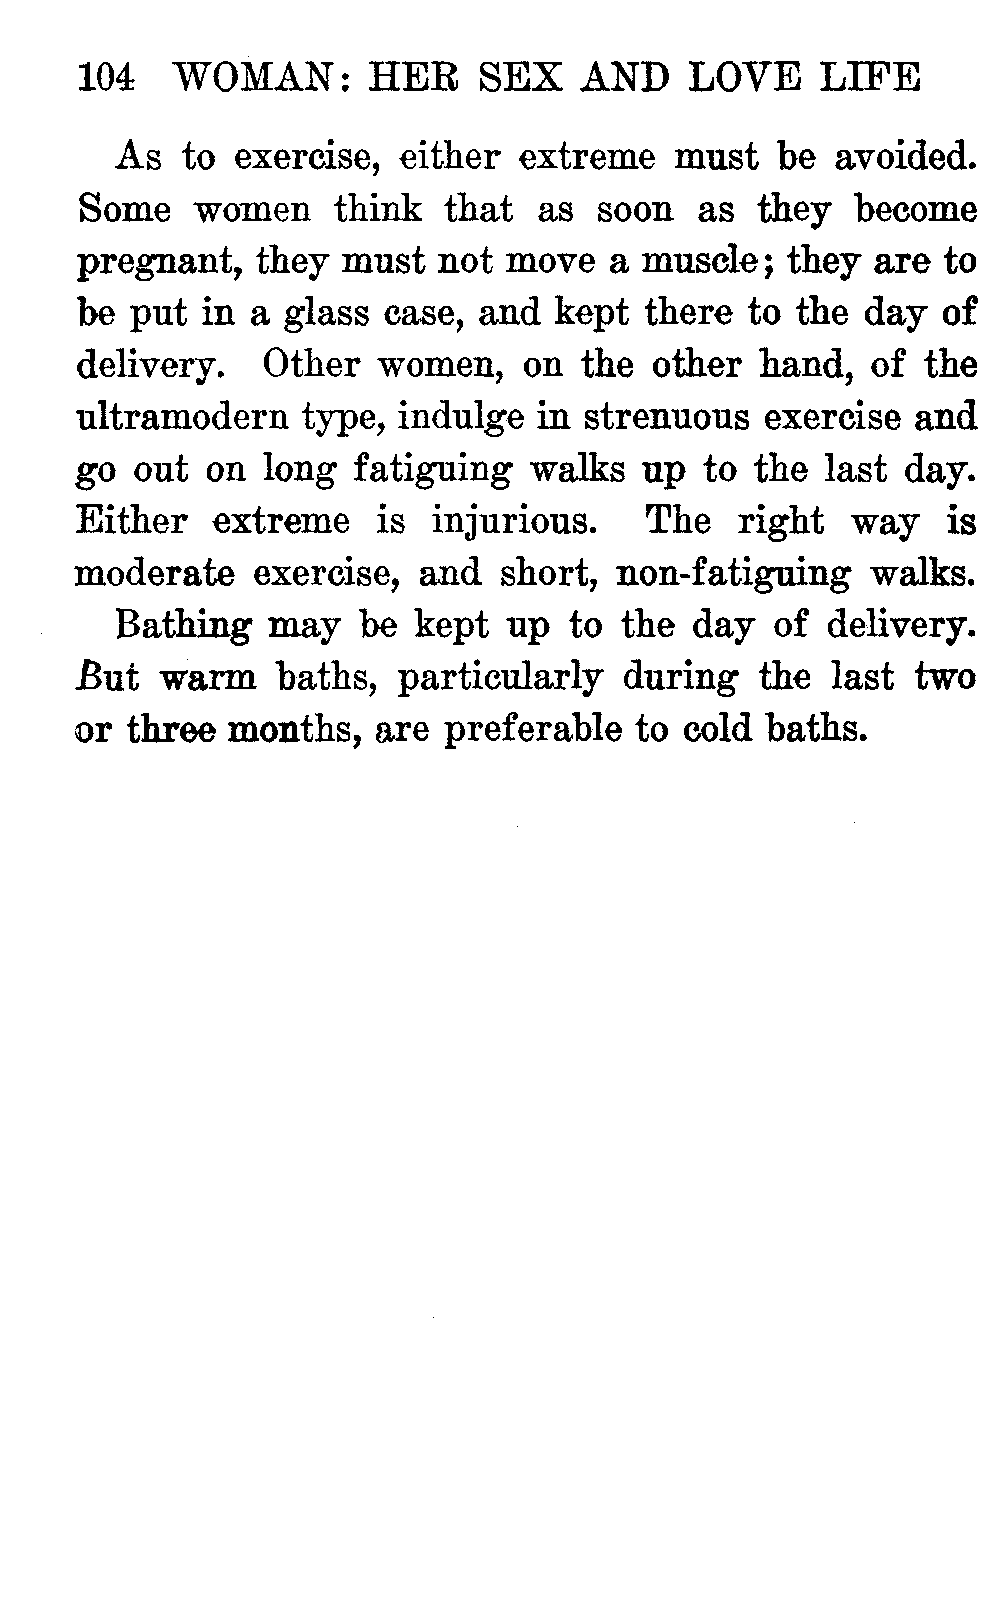 104 WOMAN: HER SEX AND LOVE LIFE
As to exercise, either extreme must be avoided.
Some women think that as soon as they become
pregnant, they must not move a muscle; they are to
be put in a glass case, and kept there to the day of
delivery. Other women, on the other hand, of the
ultramodern type, indulge in strenuous exercise and
go out on long fatiguing walks up to the last day.
Either extreme is injurious. The right way is
moderate exercise, and short, non-fatiguing walks.
Bathing may be kept up to the day of delivery.
But warm baths, particularly during the last two
or three months, are preferable to cold baths.